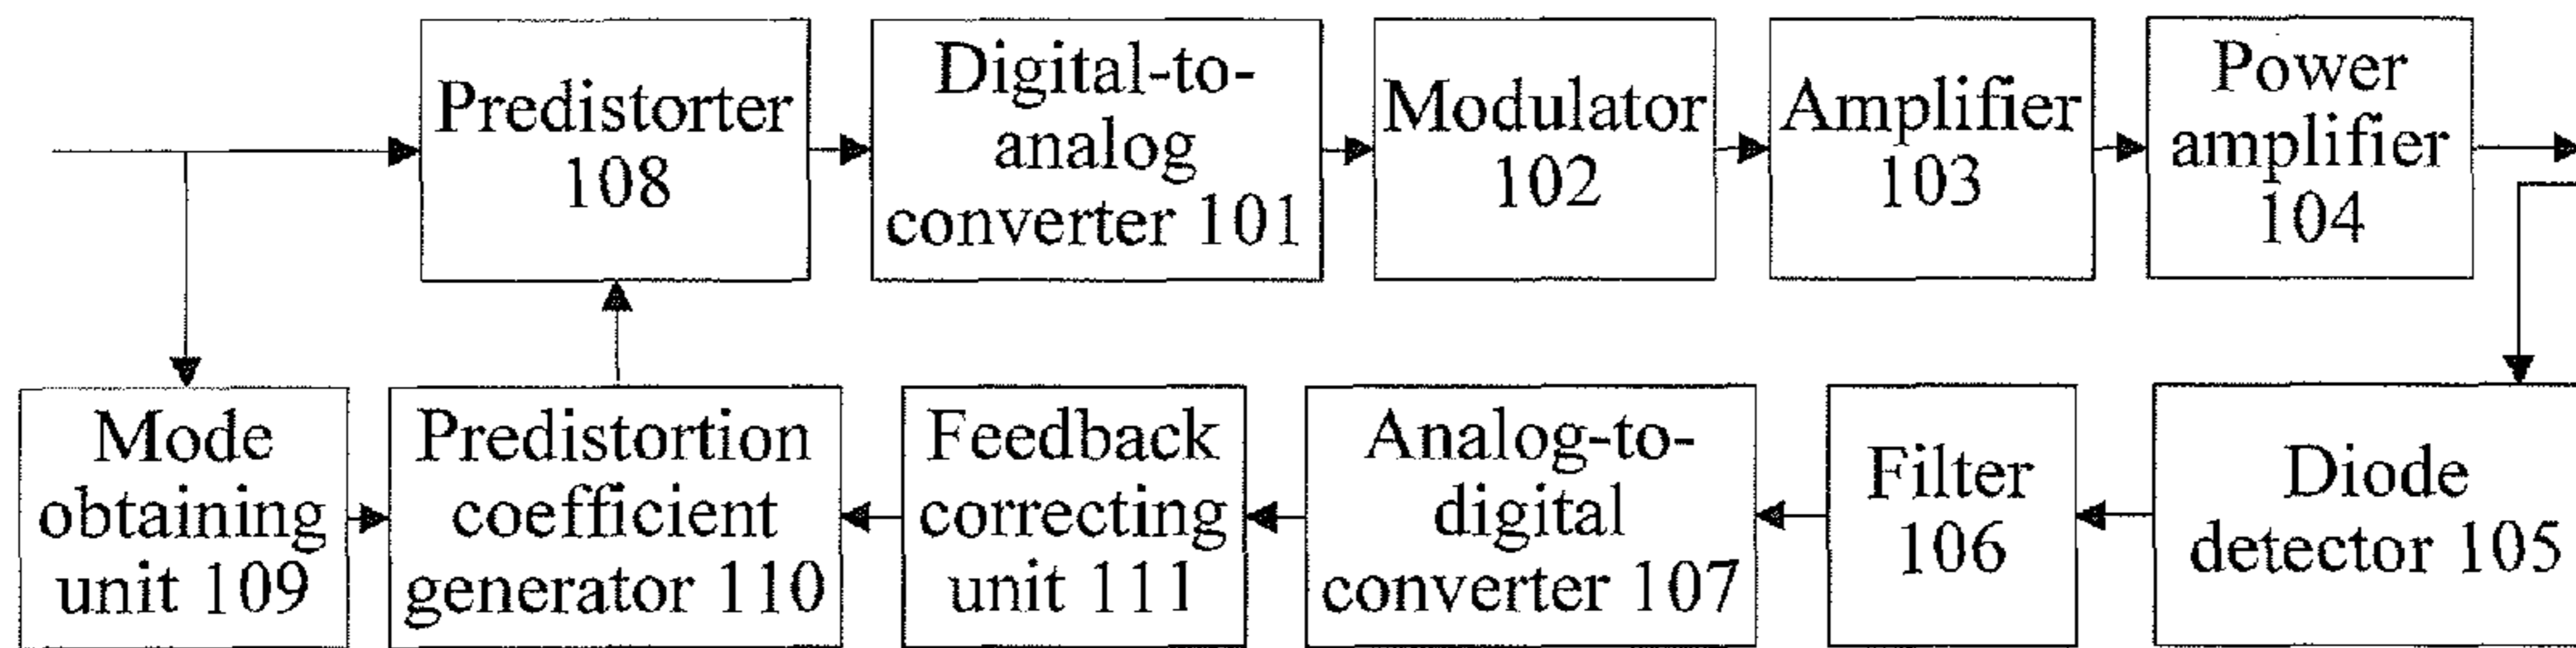 Predistorter
108
Digital-to-
analog
converter 101
Modulator
102
Amplifier
103
Power
amplifier
104
Mode
obtaining
unit 109
Predistortion
coefficient
generator 110
Feedback
correcting
unit 111
Analog-to-
digital
converter 107
Filter
106
Diode
detector 105